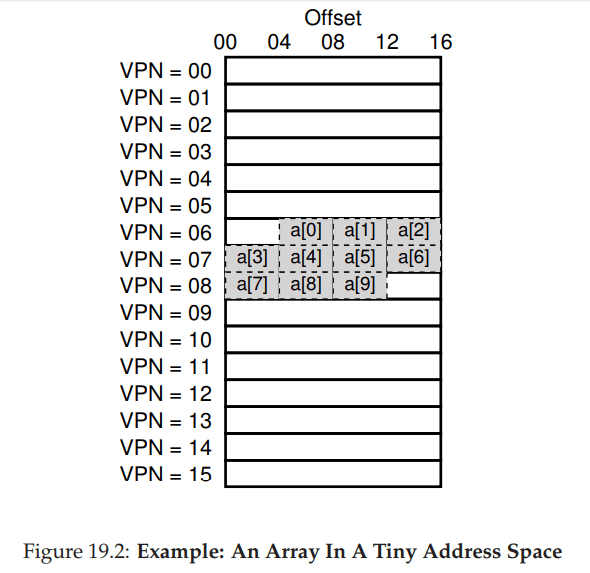 Offset
00 04 08 12 16
VPN = 00
VPN = 01
VPN = 02
VPN = 03
VPN = 04
VPN = 05
VPN = 06 a[0] a[1] a[2]
VPN = 07 a[3] a[4] a[5] a[6]
VPN = 08 a[7] a[8] a[9]
VPN = 09
VPN = 10
VPN = 11
VPN = 12
VPN = 13
VPN = 14
VPN = 15
Figure 19.2: Example: An Array In A Tiny Address Space